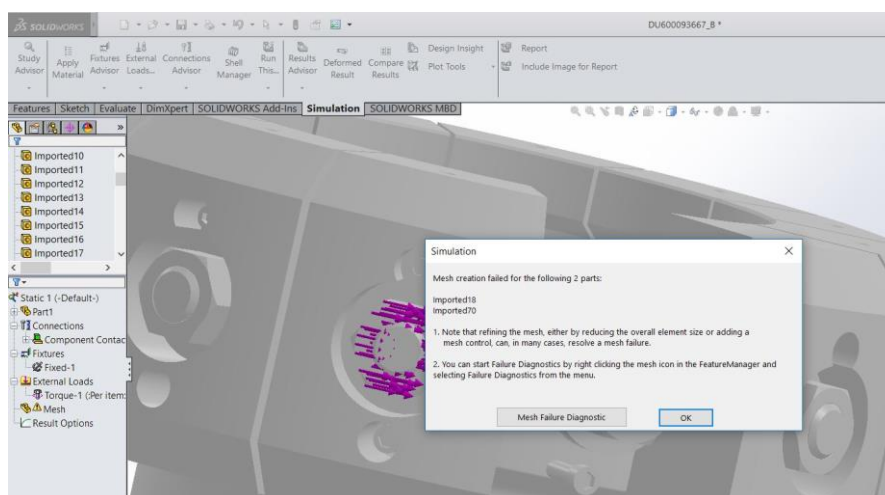 SOLIDWORKS
DU600093667_B *
Study Advisor
Apply Material
Fixtures Advisor
External Loads...
Connections Advisor
Shell Manager
Run This...
Results Advisor
Deformed Result
Compare Results
Design Insight
Plot Tools
Report
Include Image for Report
Features
Sketch
Evaluate
DimXpert
SOLIDWORKS Add-Ins
Simulation
SOLIDWORKS MBD
Imported10
Imported11
Imported12
Imported13
Imported14
Imported15
Imported16
Imported17
Static 1 (-Default-)
Part1
Connections
Component Contac
Fixtures
Fixed-1
External Loads
Torque-1 (:Per item:
Mesh
Result Options
Simulation
Mesh creation failed for the following 2 parts:
Imported18
Imported70
1. Note that refining the mesh, either by reducing the overall element size or adding a
mesh control, can, in many cases, resolve a mesh failure.
2. You can start Failure Diagnostics by right clicking the mesh icon in the FeatureManager and
selecting Failure Diagnostics from the menu.
Mesh Failure Diagnostic
OK